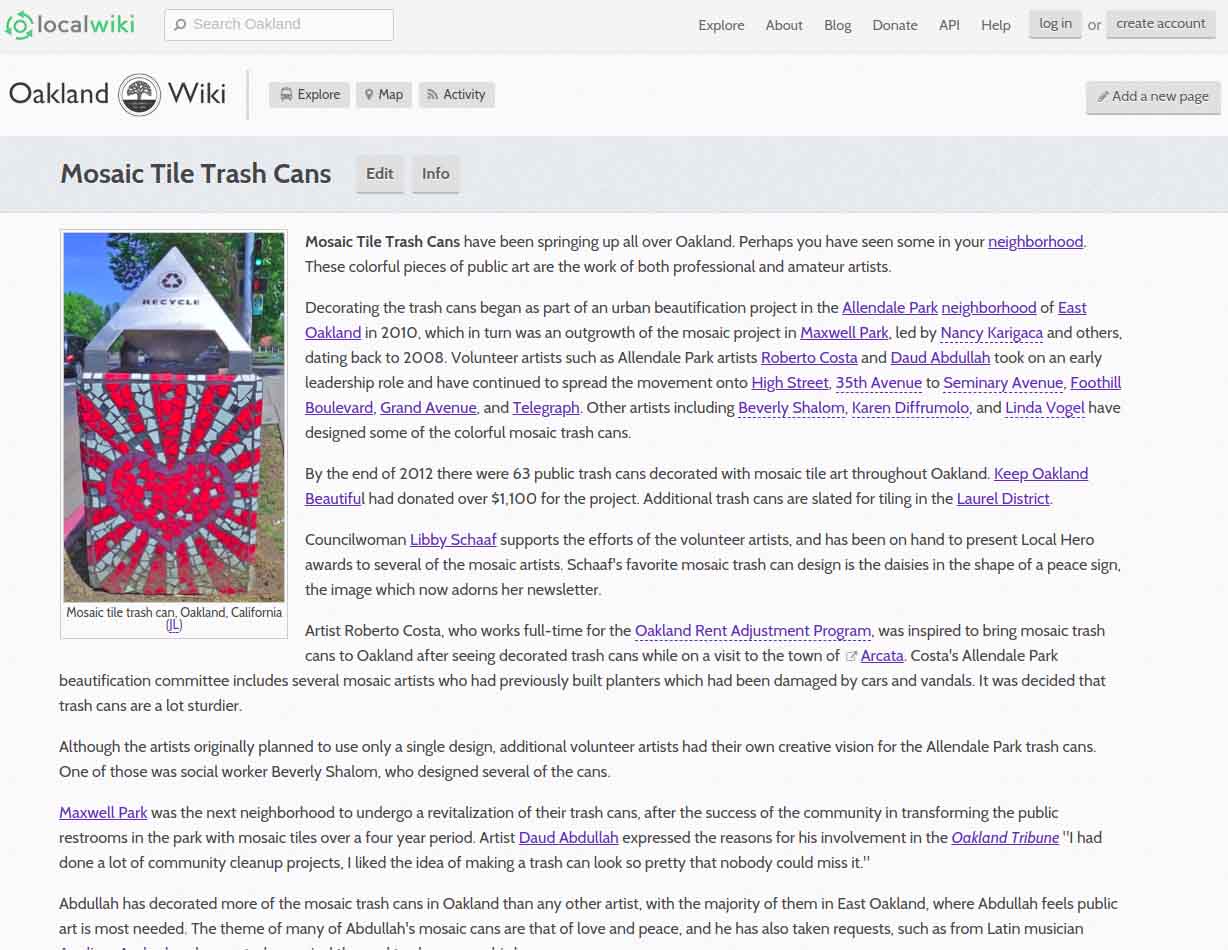 localwiki
Search Oakland
Explore
About
Blog
Donate
API
Help
log in
or
create account
Oakland Wiki
Explore
Map
Activity
Add a new page
Mosaic Tile Trash Cans
Edit
Info
RECYCLE
Mosaic tile trash can, Oakland, California
(JL)
Mosaic Tile Trash Cans have been springing up all over Oakland. Perhaps you have seen some in your neighborhood.
These colorful pieces of public art are the work of both professional and amateur artists.
Decorating the trash cans began as part of an urban beautification project in the Allendale Park neighborhood of East
Oakland in 2010, which in turn was an outgrowth of the mosaic project in Maxwell Park, led by Nancy Karigaca and others,
dating back to 2008. Volunteer artists such as Allendale Park artists Roberto Costa and Daud Abdullah took on an early
leadership role and have continued to spread the movement onto High Street, 35th Avenue to Seminary Avenue, Foothill
Boulevard, Grand Avenue, and Telegraph. Other artists including Beverly Shalom, Karen Diffrumolo, and Linda Vogel have
designed some of the colorful mosaic trash cans.
By the end of 2012 there were 63 public trash cans decorated with mosaic tile art throughout Oakland. Keep Oakland
Beautiful had donated over $1,100 for the project. Additional trash cans are slated for tiling in the Laurel District.
Councilwoman Libby Schaaf supports the efforts of the volunteer artists, and has been on hand to present Local Hero
awards to several of the mosaic artists. Schaaf's favorite mosaic trash can design is the daisies in the shape of a peace sign,
the image which now adorns her newsletter.
Artist Roberto Costa, who works full-time for the Oakland Rent Adjustment Program, was inspired to bring mosaic trash
cans to Oakland after seeing decorated trash cans while on a visit to the town of Arcata. Costa's Allendale Park
beautification committee includes several mosaic artists who had previously built planters which had been damaged by cars and vandals. It was decided that
trash cans are a lot sturdier.
Although the artists originally planned to use only a single design, additional volunteer artists had their own creative vision for the Allendale Park trash cans.
One of those was social worker Beverly Shalom, who designed several of the cans.
Maxwell Park was the next neighborhood to undergo a revitalization of their trash cans, after the success of the community in transforming the public
restrooms in the park with mosaic tiles over a four year period. Artist Daud Abdullah expressed the reasons for his involvement in the Oakland Tribune "I had
done a lot of community cleanup projects, I liked the idea of making a trash can look so pretty that nobody could miss it."
Abdullah has decorated more of the mosaic trash cans in Oakland than any other artist, with the majority of them in East Oakland, where Abdullah feels public
art is most needed. The theme of many of Abdullah's mosaic cans are that of love and peace, and he has also taken requests, such as from Latin musician